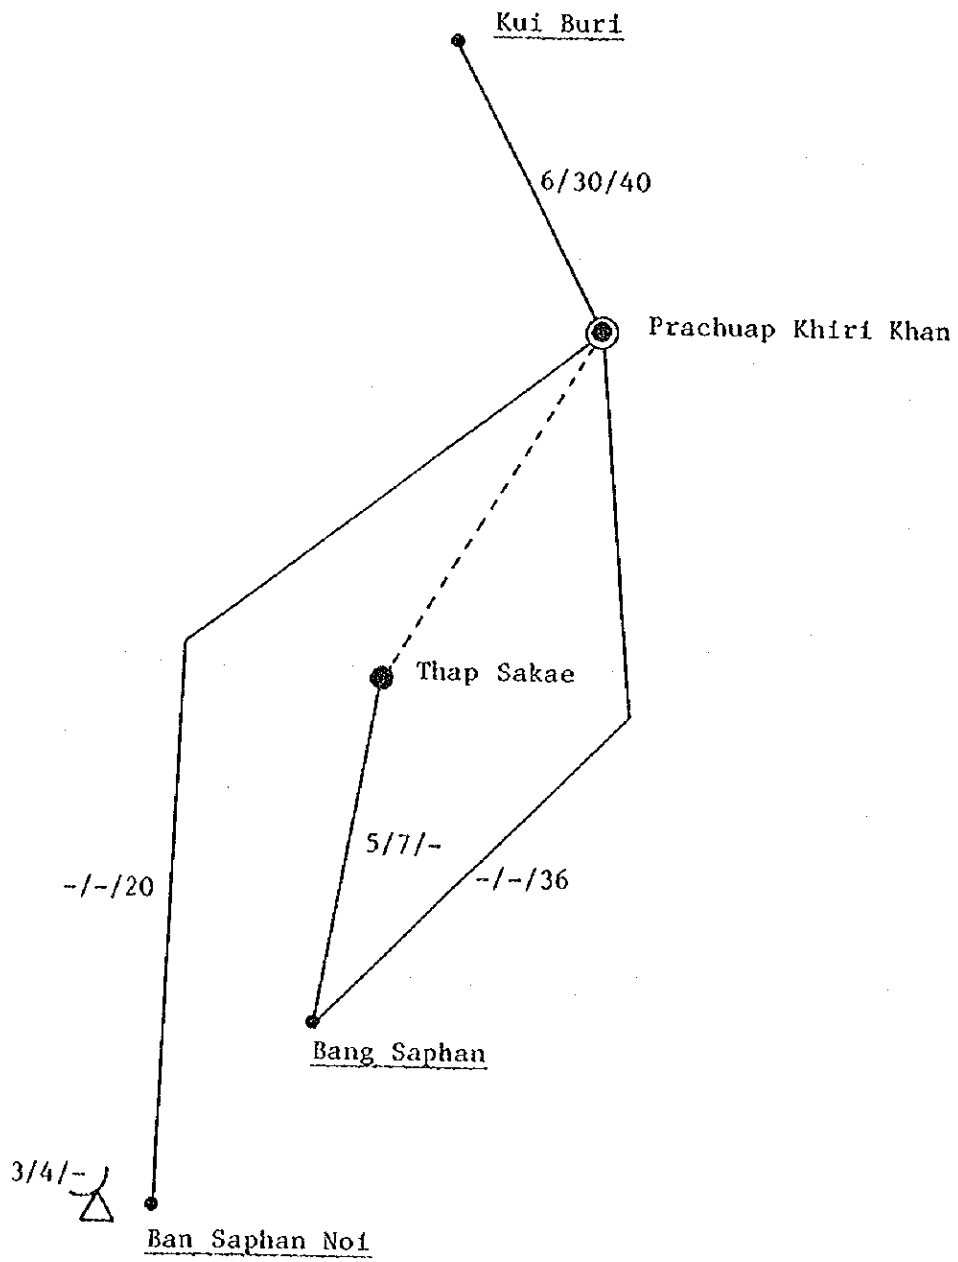 Kui Buri
6/30/40
Prachuap Khiri Khan
Thap Sakae
5/7/-
-/-/36
-/-/20
Bang Saphan
3/4/-
Ban Saphan Noi